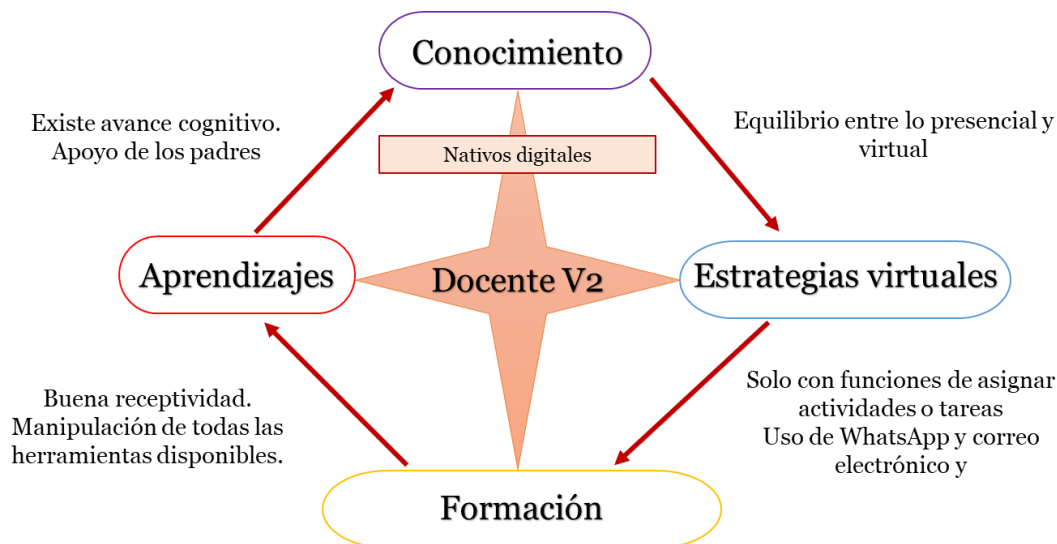 Conocimiento
Existe avance cognitivo.
Apoyo de los padres
Equilibrio entre lo presencial y
virtual
Nativos digitales
Aprendizajes
Docente V2
Estrategias virtuales
Buena receptividad.
Manipulación de todas las
herramientas disponibles.
Solo con funciones de asignar
actividades o tareas
Uso de WhatsApp y correo
electrónico y
Formación